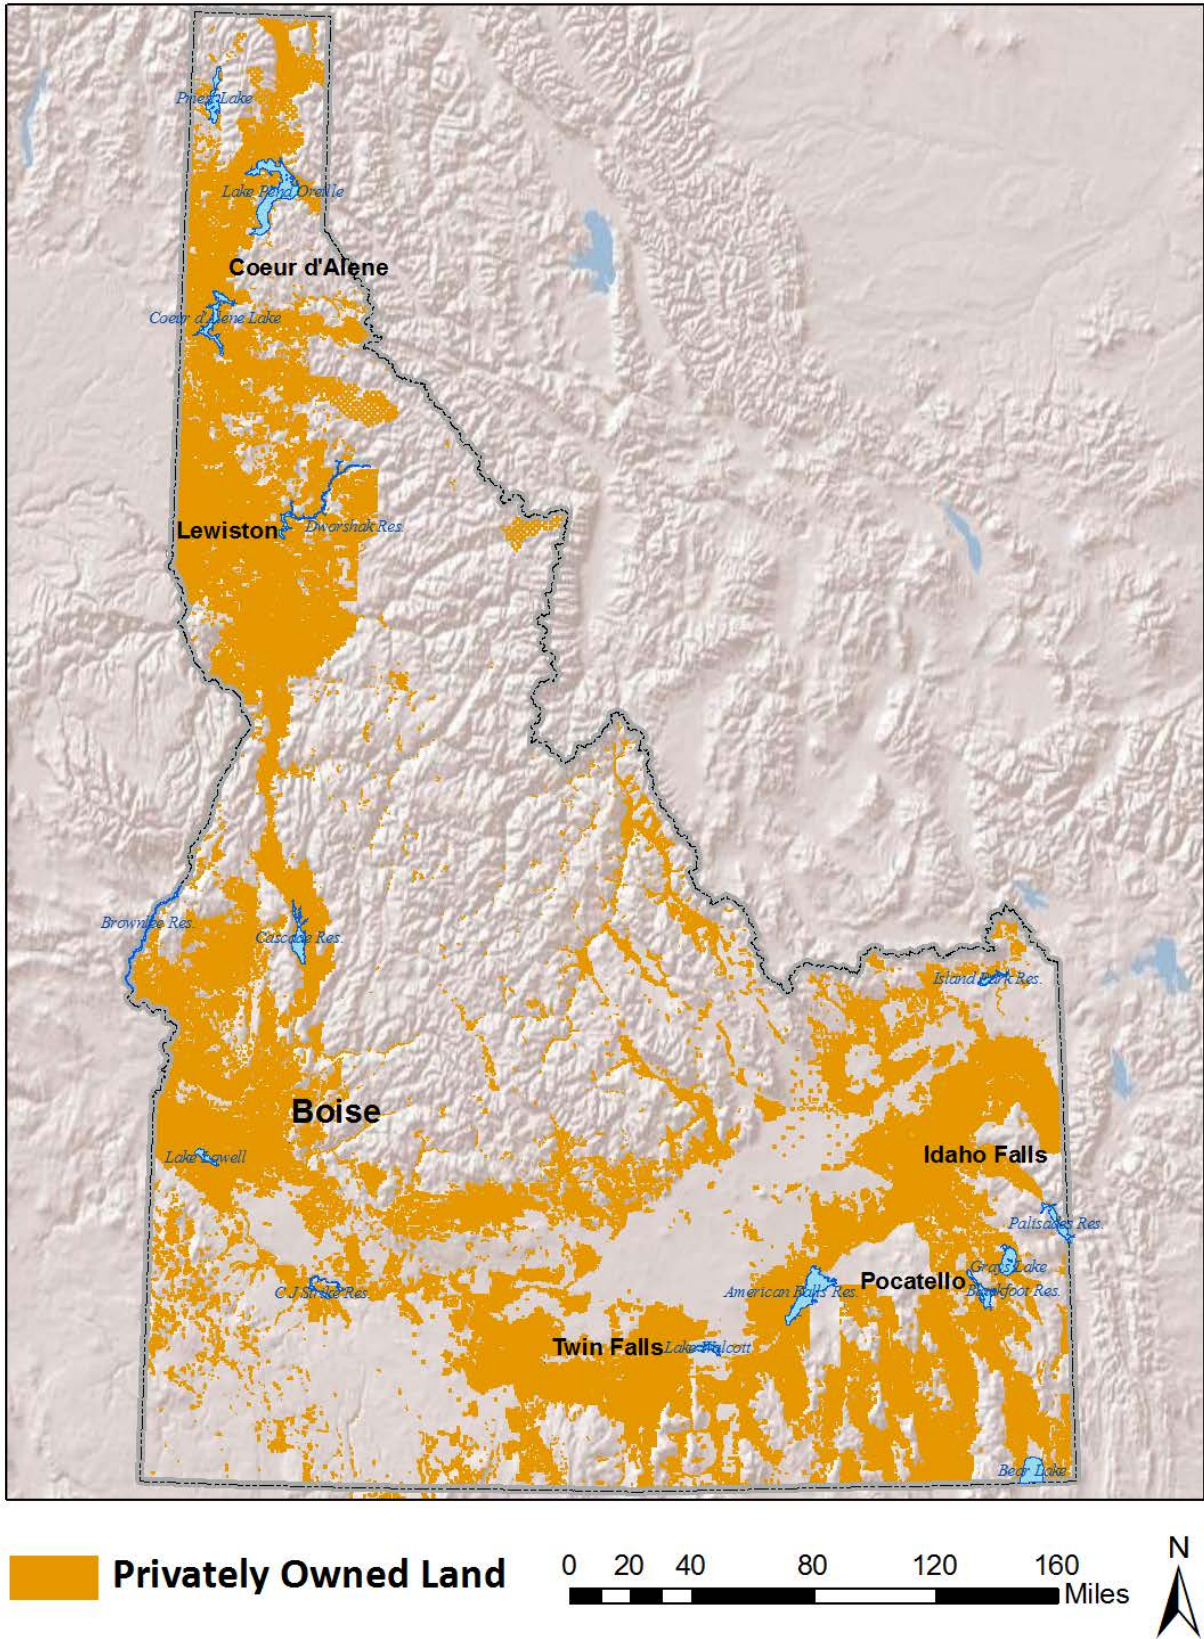 Priest Lake
Lake Pend Oreille
Coeur d'Alene
Coeur d'Alene Lake
Lewiston
Dworshak Res.
Brownlee Res.
Cascade Res.
Island Park Res.
Boise
Lake Lowell
Idaho Falls
Palisades Res.
Grays Lake
Pocatello
Blackfoot Res.
C J Strike Res.
American Falls Res.
Twin Falls
Lake Walcott
Bear Lake
Privately Owned Land
0 20 40 80 120 160
Miles
N